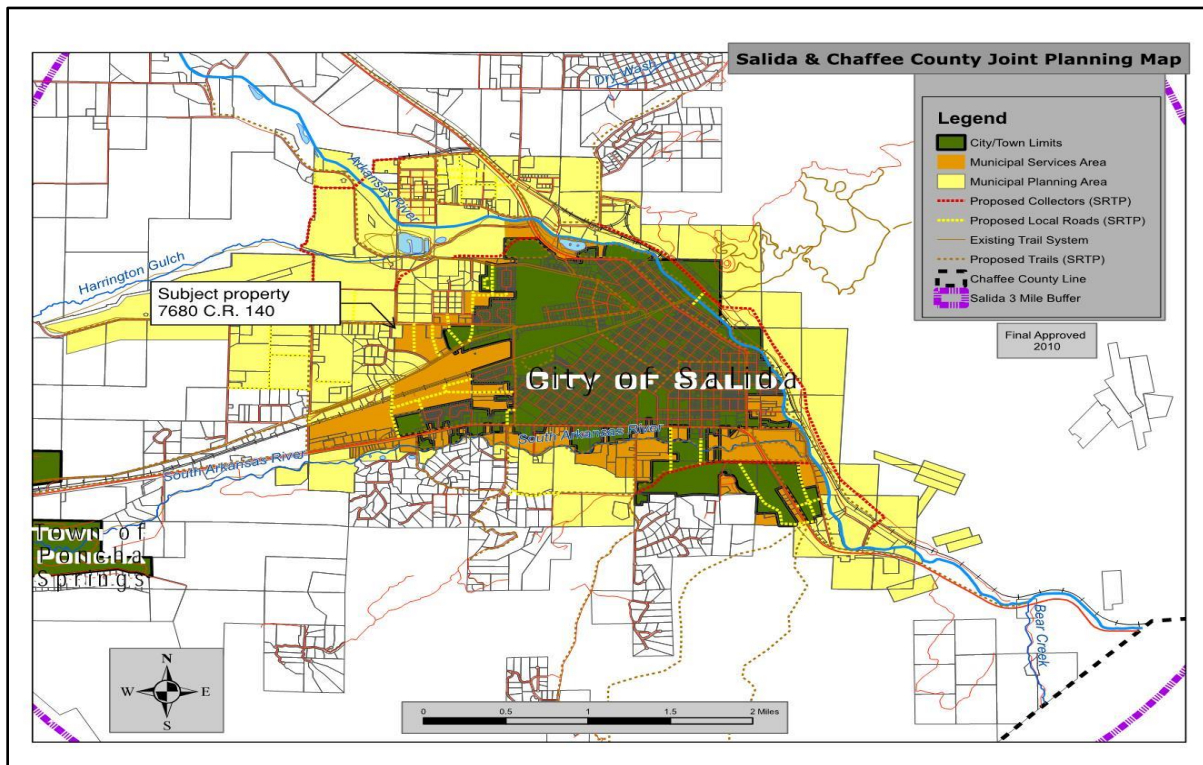 Salida & Chaffee County Joint Planning Map
Dry Wash
Legend
City/Town Limits
Municipal Services Area
Municipal Planning Area
Proposed Collectors (SRTP)
Proposed Local Roads (SRTP)
Existing Trail System
Proposed Trails (SRTP)
Chaffee County Line
Salida 3 Mile Buffer
Final Approved
2010
Arkansas River
Harrington Gulch
Subject property
7680 C.R. 140
City of Salida
South Arkansas River
South Arkansas River
Town of
Poncha
Springs
Bear Creek
N
W E
S
0 0.5 1 1.5 2 Miles